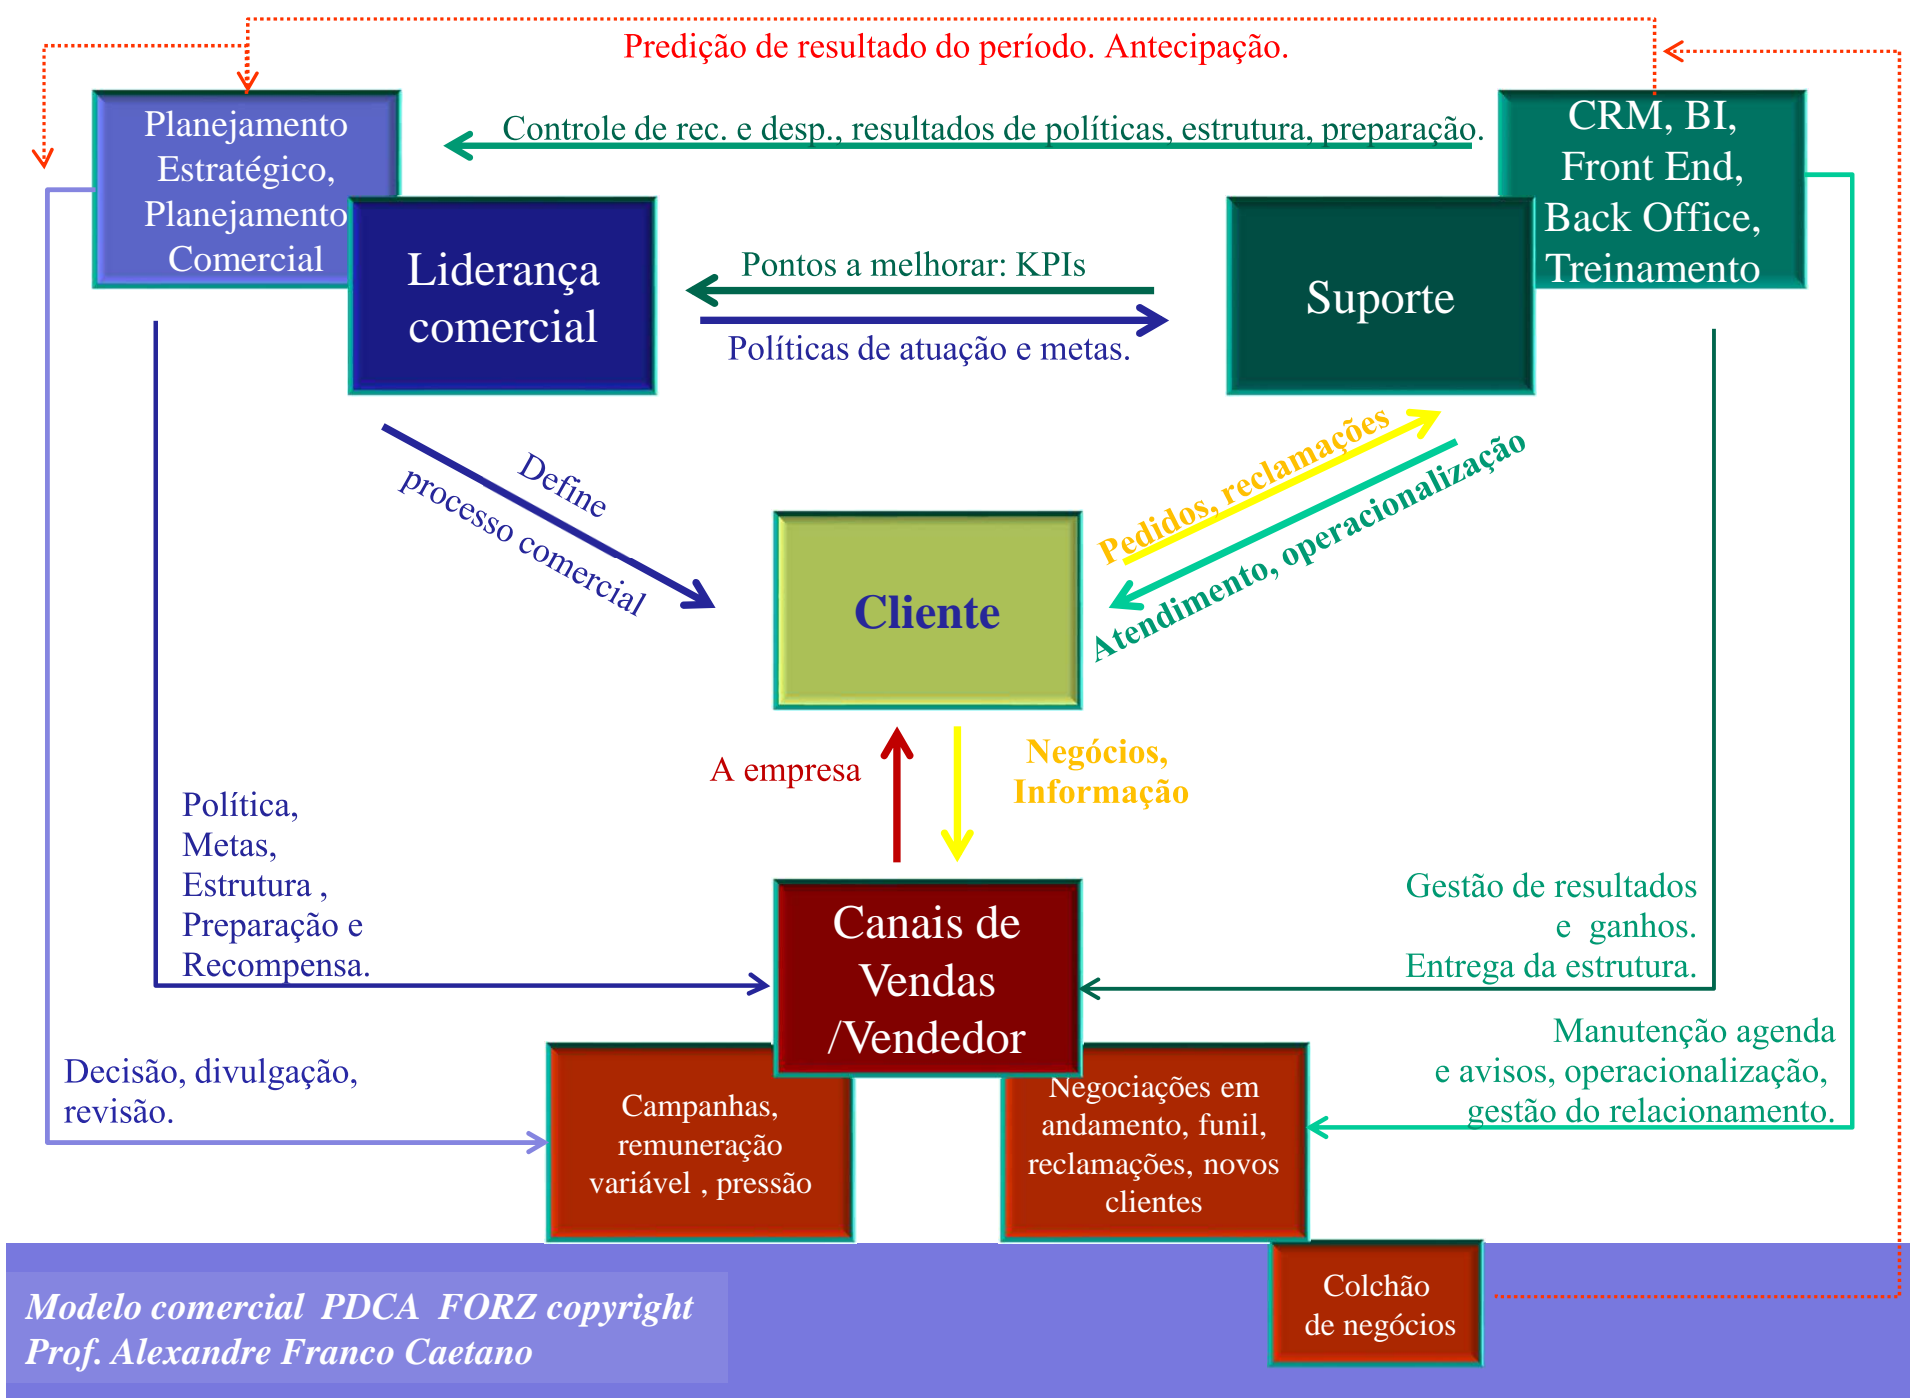 Predição de resultado do período. Antecipação.
Planejamento
Estratégico,
Planejamento
Comercial
Controle de rec. e desp., resultados de políticas, estrutura, preparação.
CRM, BI,
Front End,
Back Office,
Treinamento
Liderança
comercial
Pontos a melhorar: KPIs
Políticas de atuação e metas.
Suporte
Define
processo comercial
Pedidos, reclamações
Atendimento, operacionalização
Cliente
A empresa
Negócios,
Informação
Política,
Metas,
Estrutura ,
Preparação e
Recompensa.
Canais de
Vendas
/Vendedor
Gestão de resultados
e ganhos.
Entrega da estrutura.
Decisão, divulgação,
revisão.
Campanhas,
remuneração
variável , pressão
Negociações em
andamento, funil,
reclamações, novos
clientes
Manutenção agenda
e avisos, operacionalização,
gestão do relacionamento.
Colchão
de negócios
Modelo comercial PDCA FORZ copyright
Prof. Alexandre Franco Caetano